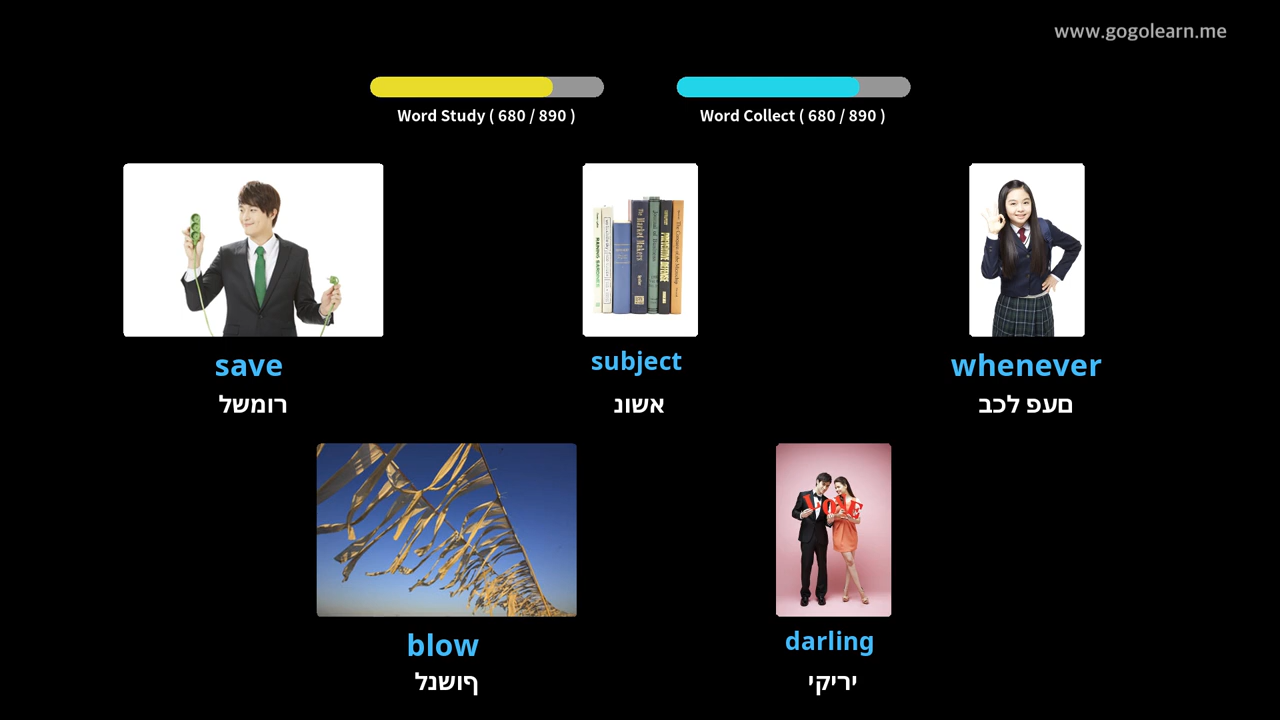 www.gogolearn.me
Word Study ( 680 / 890 )
Word Collect ( 680 / 890 )
save
רומשל
subject
אשונ
whenever
םעפ לכב
blow
ףושנל
darling
יריקי